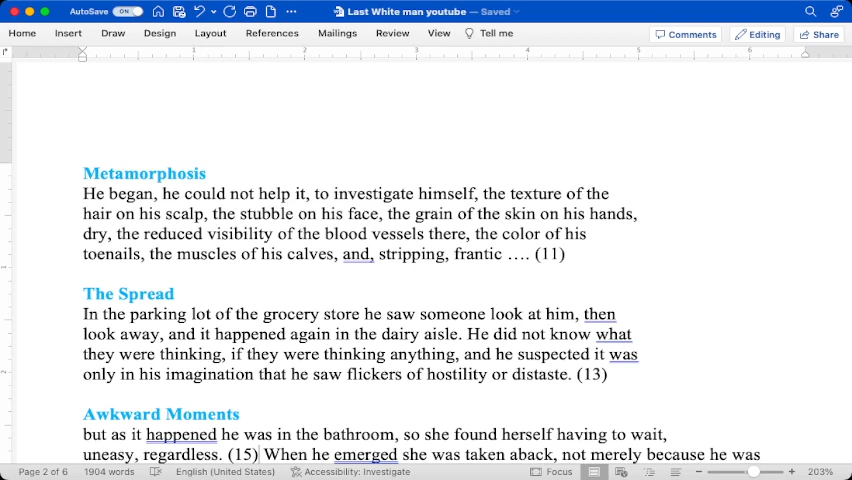 AutoSave ON Last White man youtube — Saved
Home Insert Draw Design Layout References Mailings Review View Tell me Comments Editing Share
1 2 3 4 5 6
Metamorphosis
He began, he could not help it, to investigate himself, the texture of the
hair on his scalp, the stubble on his face, the grain of the skin on his hands,
dry, the reduced visibility of the blood vessels there, the color of his
toenails, the muscles of his calves, and, stripping, frantic …. (11)
The Spread
In the parking lot of the grocery store he saw someone look at him, then
look away, and it happened again in the dairy aisle. He did not know what
they were thinking, if they were thinking anything, and he suspected it was
only in his imagination that he saw flickers of hostility or distaste. (13)
Awkward Moments
but as it happened he was in the bathroom, so she found herself having to wait,
uneasy, regardless. (15) When he emerged she was taken aback, not merely because he was
Page 2 of 6 1904 words English (United States) Accessibility: Investigate Focus 203%